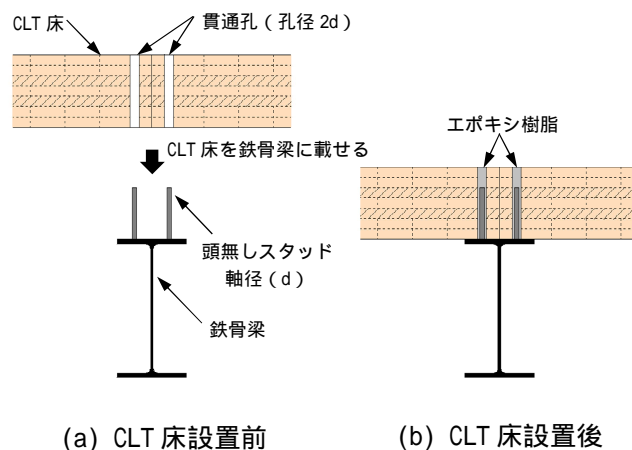 CLT 床
貫通孔（孔径 2d）
CLT 床を鉄骨梁に載せる
エポキシ樹脂
頭無しスタッド
軸径（d）
鉄骨梁
(a) CLT 床設置前
(b) CLT 床設置後